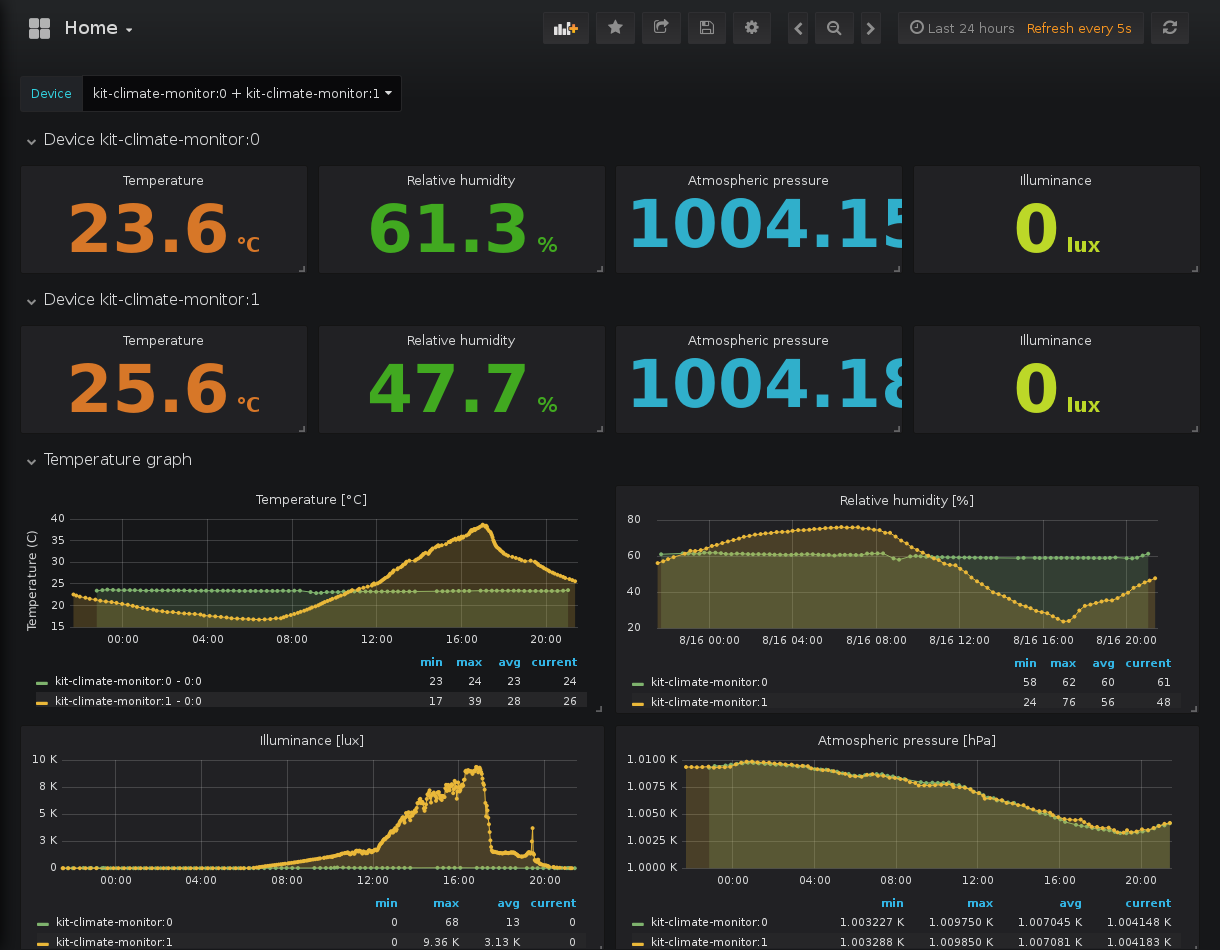 Home
Last 24 hours Refresh every 5s
Device kit-climate-monitor:0 + kit-climate-monitor:1
Device kit-climate-monitor:0
Temperature Relative humidity Atmospheric pressure Illuminance
23.6 °C 61.3 % 1004.15 0 lux
Device kit-climate-monitor:1
Temperature Relative humidity Atmospheric pressure Illuminance
25.6 °C 47.7 % 1004.18 0 lux
Temperature graph
Temperature [°C]
Temperature (C)
40
35
30
25
20
15
00:00 04:00 08:00 12:00 16:00 20:00
min max avg current
kit-climate-monitor:0 - 0:0 23 24 23 24
kit-climate-monitor:1 - 0:0 17 39 28 26
Relative humidity [%]
80
60
40
20
8/16 00:00 8/16 04:00 8/16 08:00 8/16 12:00 8/16 16:00 8/16 20:00
min max avg current
kit-climate-monitor:0 58 62 60 61
kit-climate-monitor:1 24 76 56 48
Illuminance [lux]
10 K
8 K
5 K
3 K
0
00:00 04:00 08:00 12:00 16:00 20:00
min max avg current
kit-climate-monitor:0 0 68 13 0
kit-climate-monitor:1 0 9.36 K 3.13 K 0
Atmospheric pressure [hPa]
1.0100 K
1.0075 K
1.0050 K
1.0025 K
1.0000 K
00:00 04:00 08:00 12:00 16:00 20:00
min max avg current
kit-climate-monitor:0 1.003227 K 1.009750 K 1.007045 K 1.004148 K
kit-climate-monitor:1 1.003288 K 1.009850 K 1.007081 K 1.004183 K